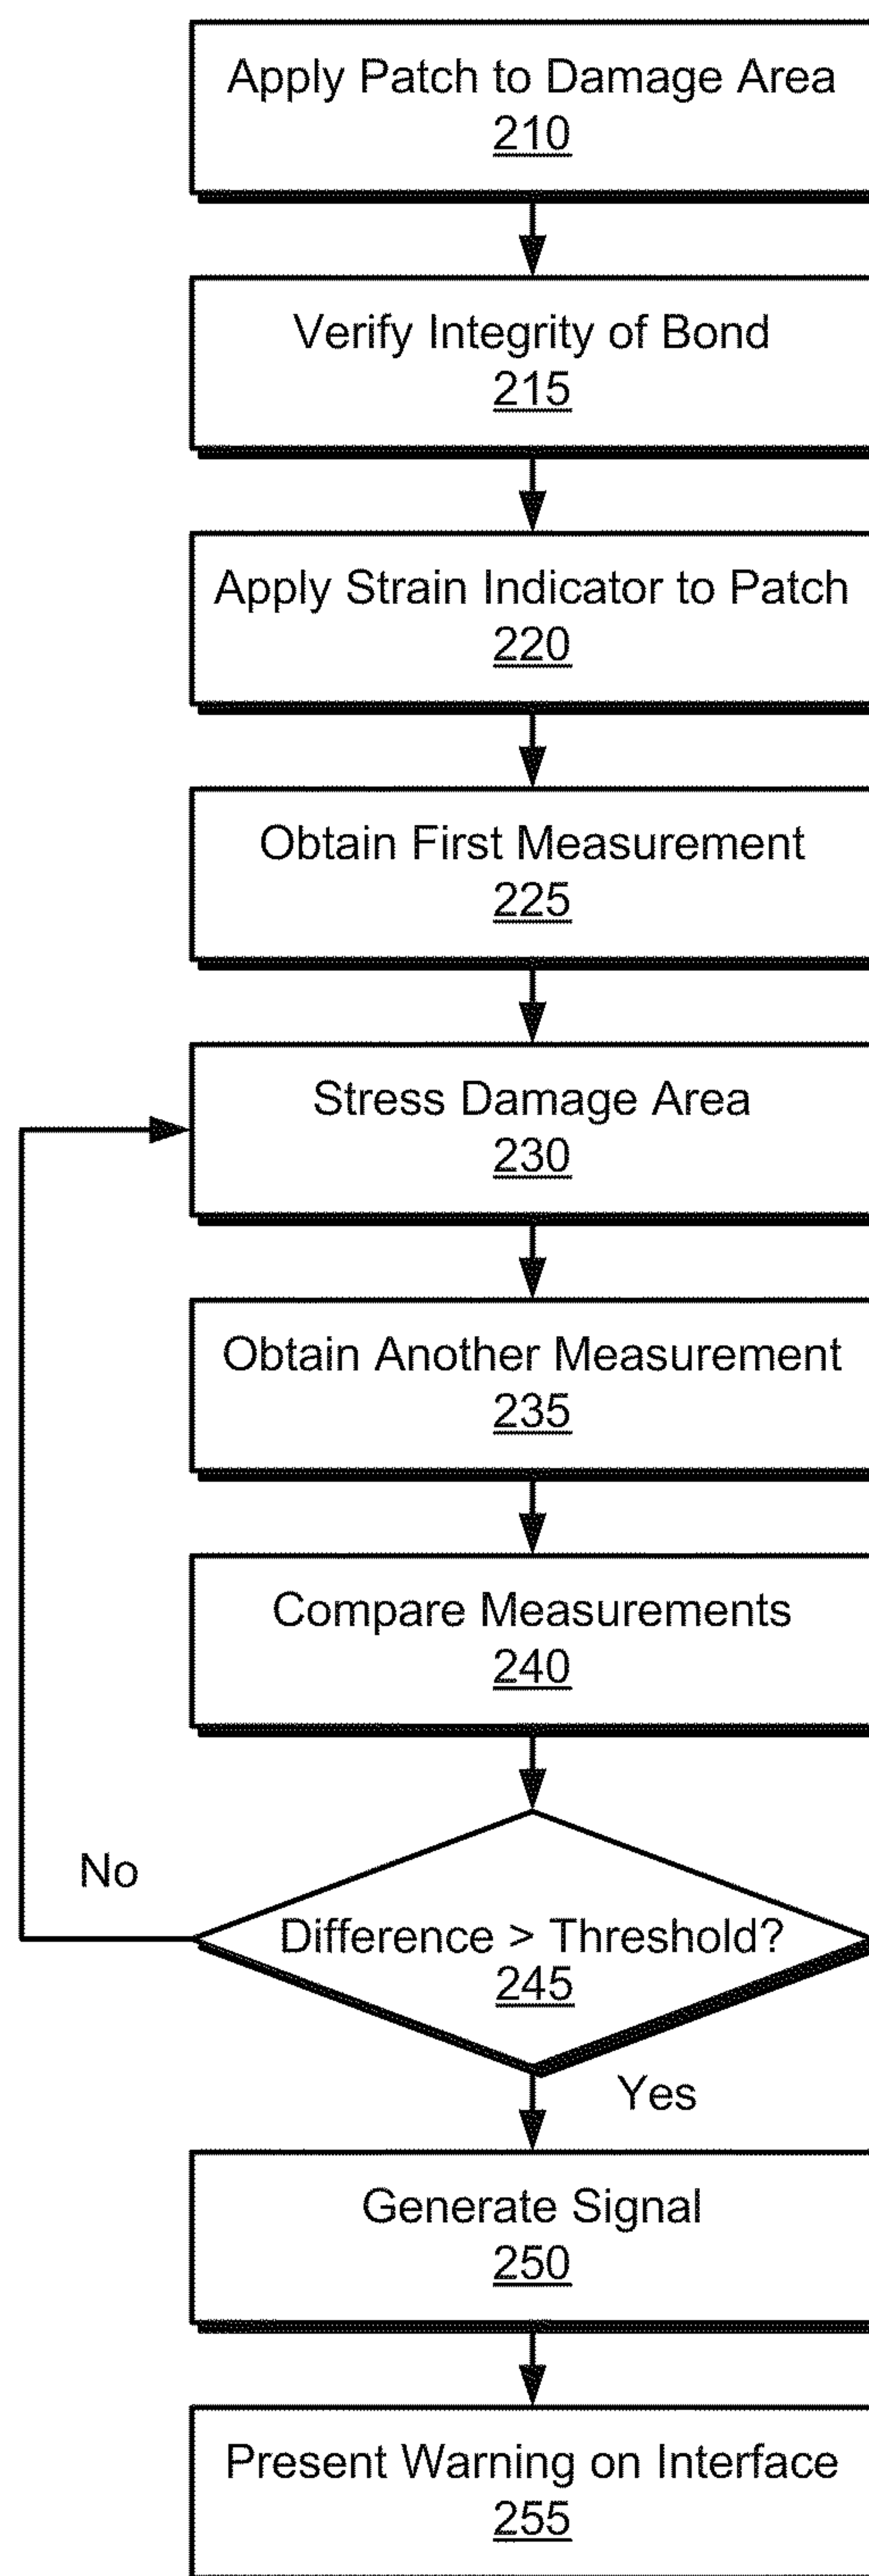 Apply Patch to Damage Area
210
Verify Integrity of Bond
215
Apply Strain Indicator to Patch
220
Obtain First Measurement
225
Stress Damage Area
230
Obtain Another Measurement
235
Compare Measurements
240
No
Difference > Threshold?
245
Yes
Generate Signal
250
Present Warning on Interface
255